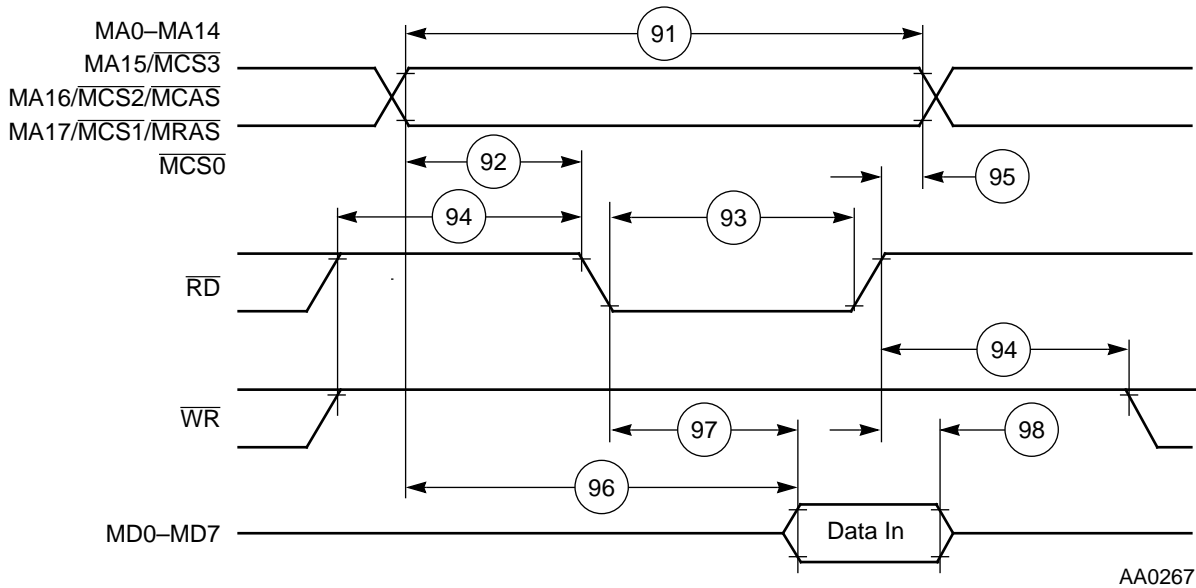 MA0–MA14
91
MA15/MCS3
MA16/MCS2/MCAS
MA17/MCS1/MRAS
MCS0
92
95
94
93
RD
94
WR
97
98
96
MD0–MD7
Data In
AA0267